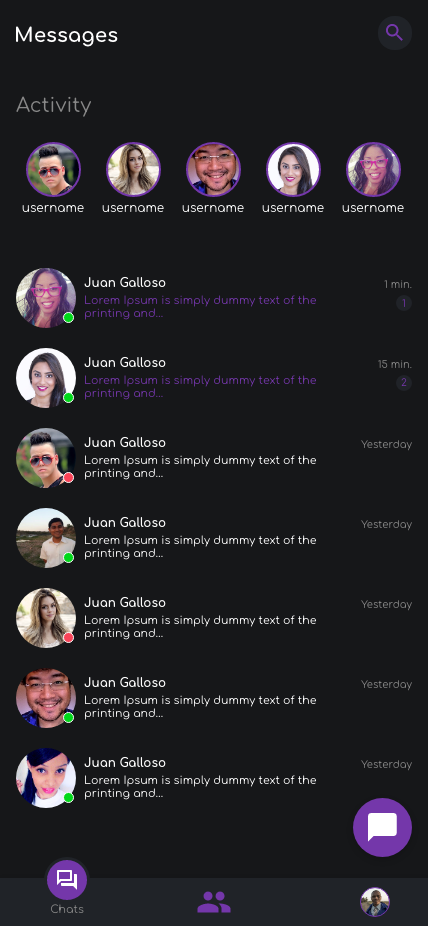 Messages
Activity
username username username username username
Juan Galloso
1 min.
Lorem Ipsum is simply dummy text of the
1
printing and...
Juan Galloso
15 min.
Lorem Ipsum is simply dummy text of the
2
printing and...
Juan Galloso
Yesterday
Lorem Ipsum is simply dummy text of the
printing and...
Juan Galloso
Yesterday
Lorem Ipsum is simply dummy text of the
printing and...
Juan Galloso
Yesterday
Lorem Ipsum is simply dummy text of the
printing and...
Juan Galloso
Yesterday
Lorem Ipsum is simply dummy text of the
printing and...
Juan Galloso
Yesterday
Lorem Ipsum is simply dummy text of the
printing and...
Chats